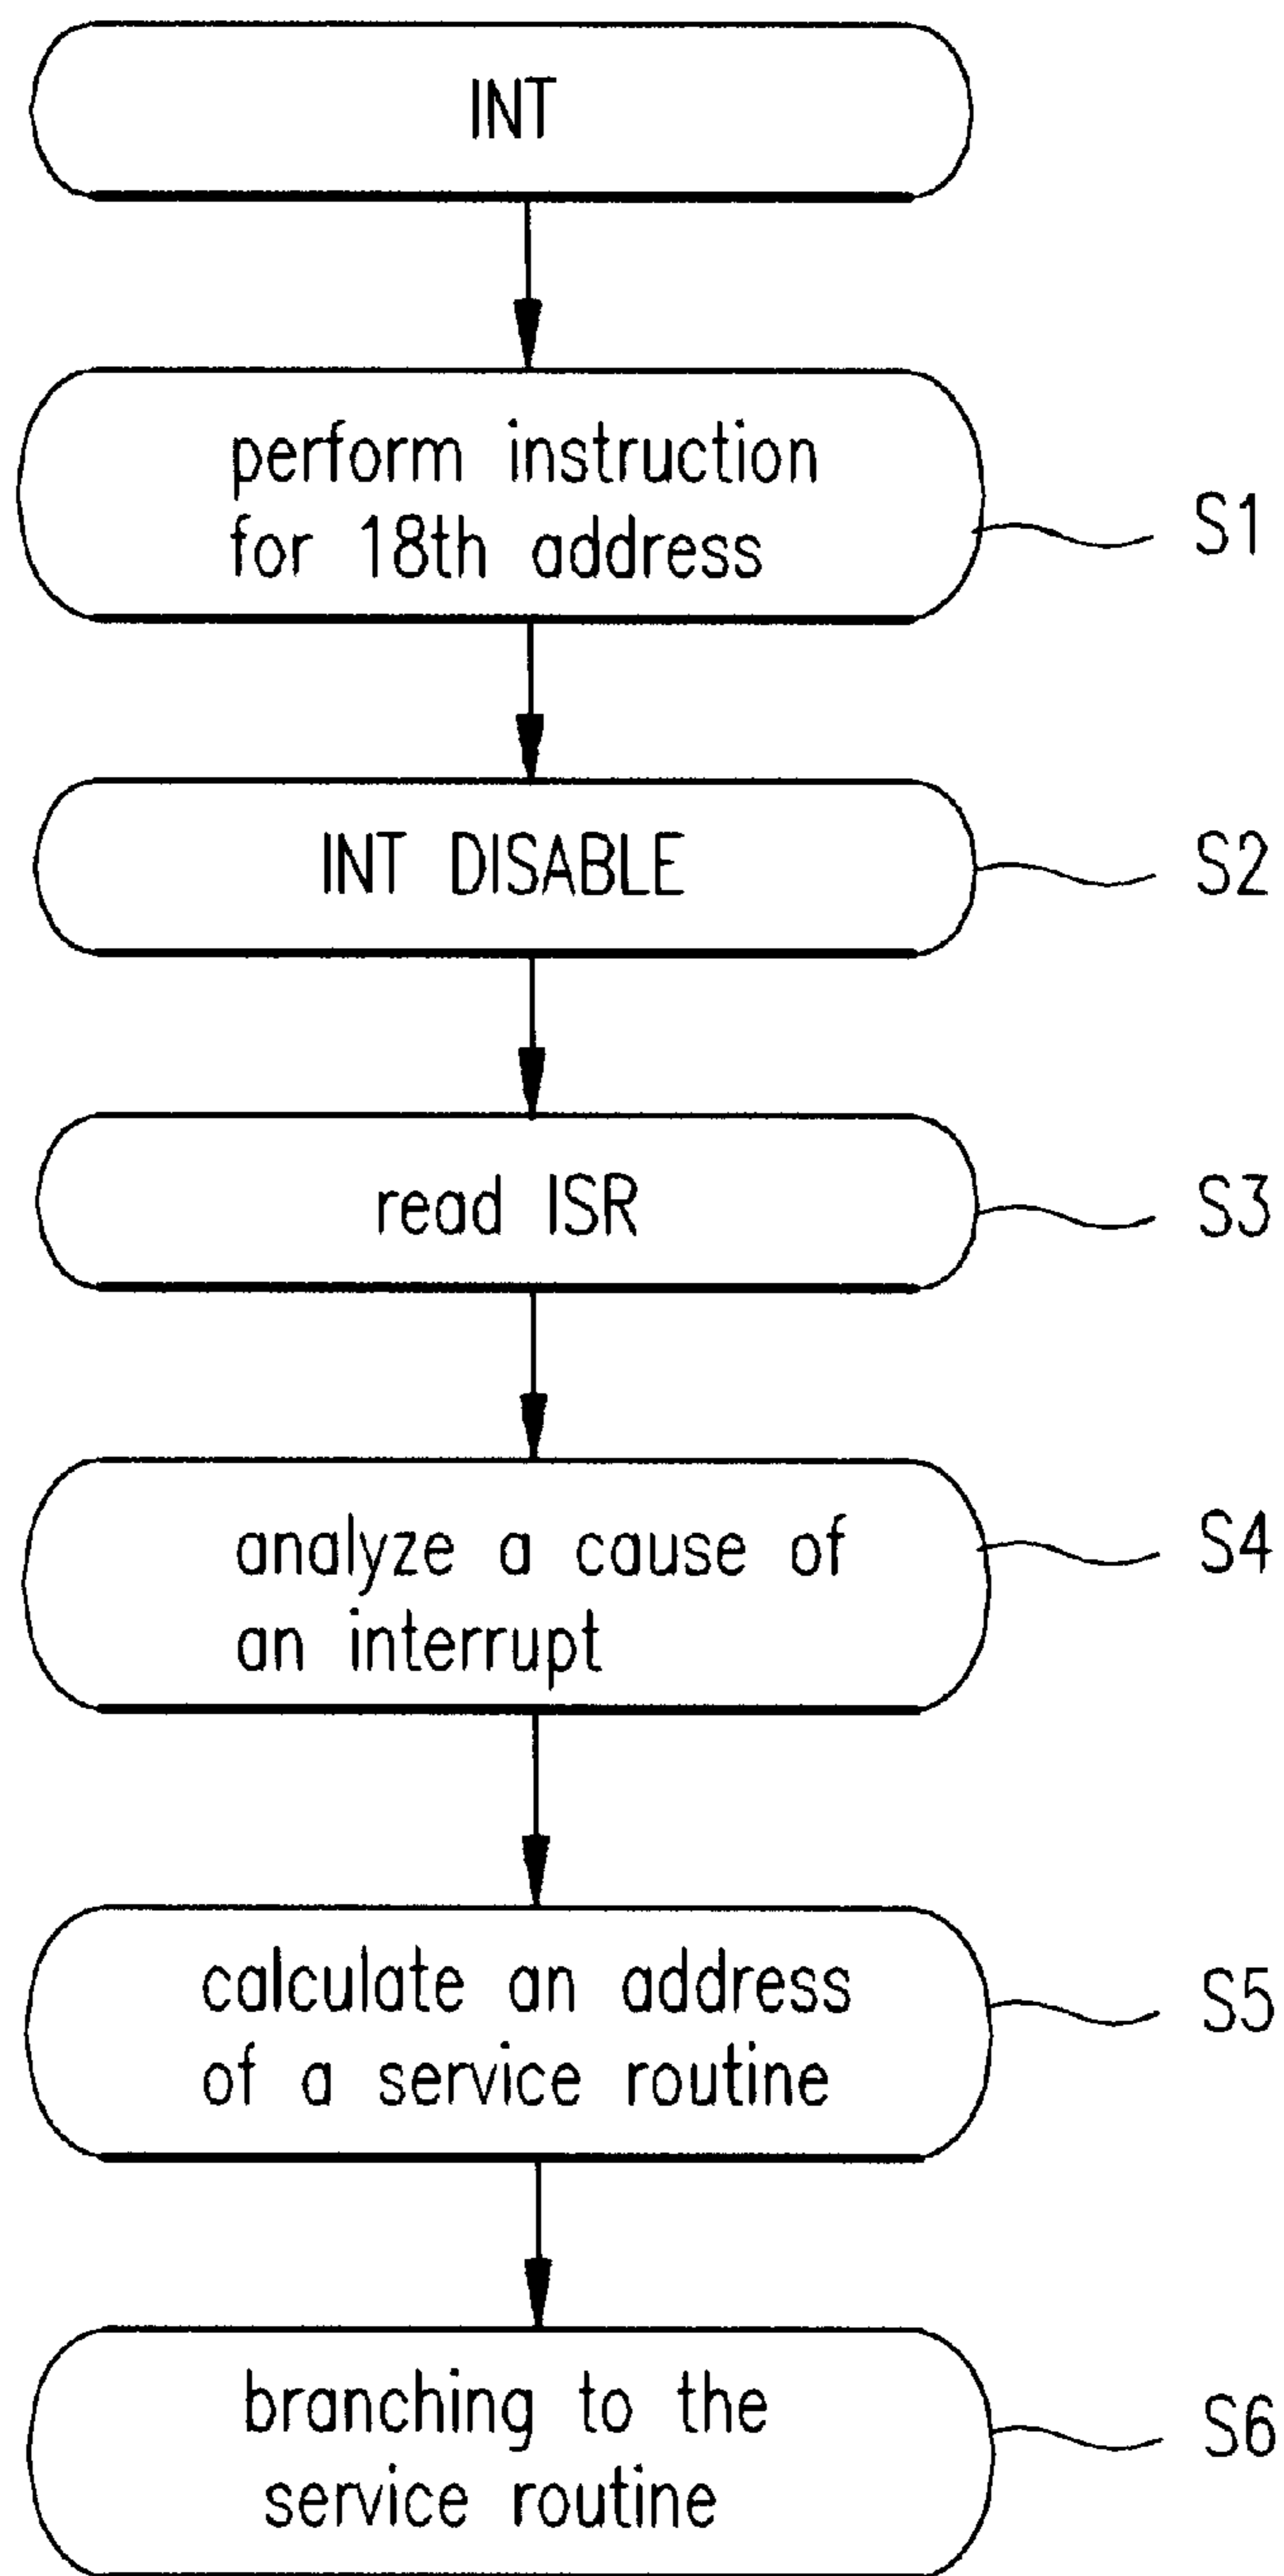 INT
perform instruction
for 18th address
S1
INT DISABLE
S2
read ISR
S3
analyze a cause of
an interrupt
S4
calculate an address
of a service routine
S5
branching to the
service routine
S6